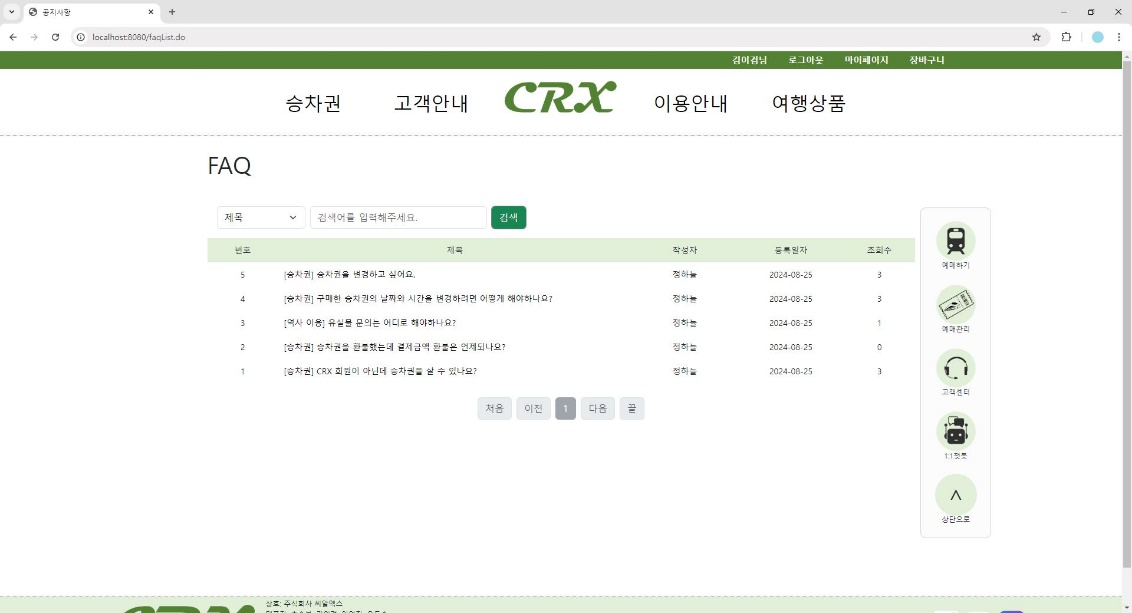 공지사항
localhost:8080/faqList.do
로그아웃 마이페이지 장바구니
승차권 고객안내 CRX 이용안내 여행상품
FAQ
제목 검색어를 입력해주세요. 검색
번호 제목 작성자 등록일자 조회수
5 [승차권] 승차권을 변경하고 싶어요. 정하늘 2024-08-25 3
4 [승차권] 구매한 승차권의 날짜와 시간을 변경하려면 어떻게 해야하나요? 정하늘 2024-08-25 3
3 [역사 이용] 유실물 문의는 어디로 해야하나요? 정하늘 2024-08-25 1
2 [승차권] 승차권을 환불했는데 결제금액 환불은 언제되나요? 정하늘 2024-08-25 0
1 [승차권] CRX 회원이 아닌데 승차권을 살 수 있나요? 정하늘 2024-08-25 3
처음 이전 1 다음 끝
예매하기
예매관리
고객센터
1:1챗봇
상단으로
상호: 주식회사 씨알엑스